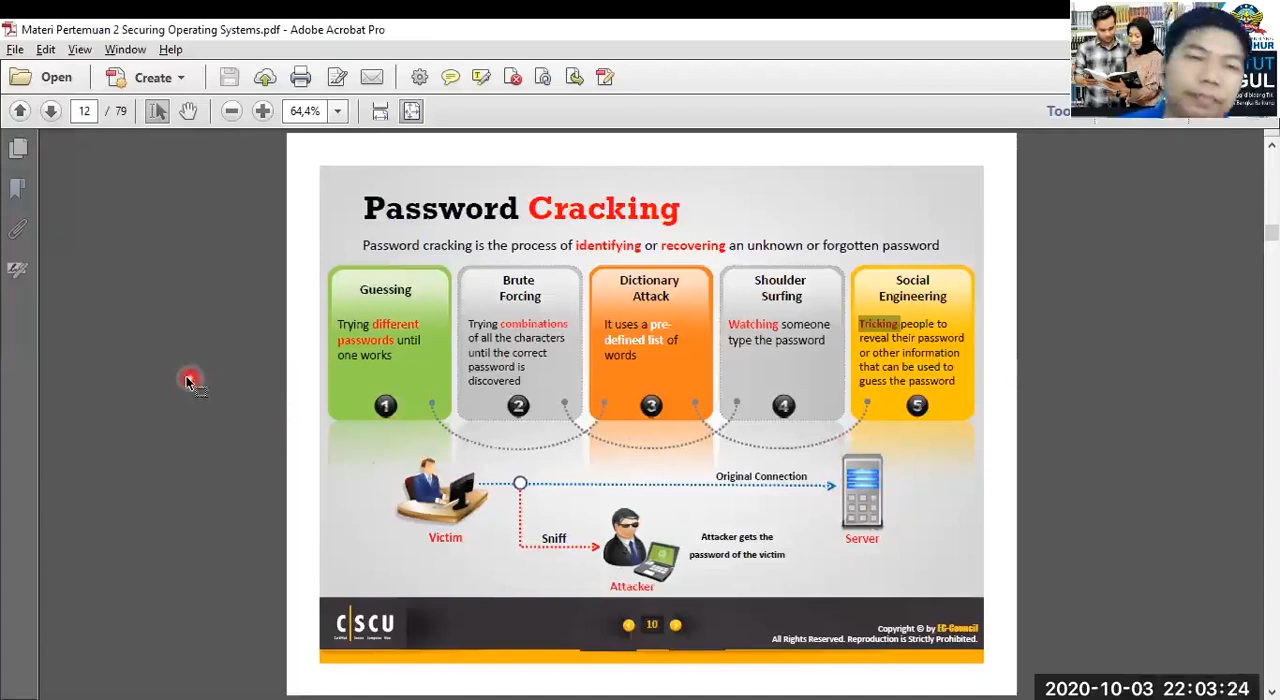 Materi Pertemuan 2 Securing Operating Systems.pdf - Adobe Acrobat Pro
File Edit View Window Help
Open Create
12 / 79 64,4% Too
HUR
TUT
GUL
Password Cracking
Password cracking is the process of identifying or recovering an unknown or forgotten password
Guessing
Trying different
passwords until
one works
1
Brute
Forcing
Trying combinations
of all the characters
until the correct
password is
discovered
2
Dictionary
Attack
It uses a pre-
defined list of
words
3
Shoulder
Surfing
Watching someone
type the password
4
Social
Engineering
Tricking people to
reveal their password
or other information
that can be used to
guess the password
5
Original Connection
Victim
Sniff
Attacker
Attacker gets the
password of the victim
Server
CSCU
10
Copyright © by EC-Council
All Rights Reserved. Reproduction is Strictly Prohibited.
2020-10-03 22:03:24